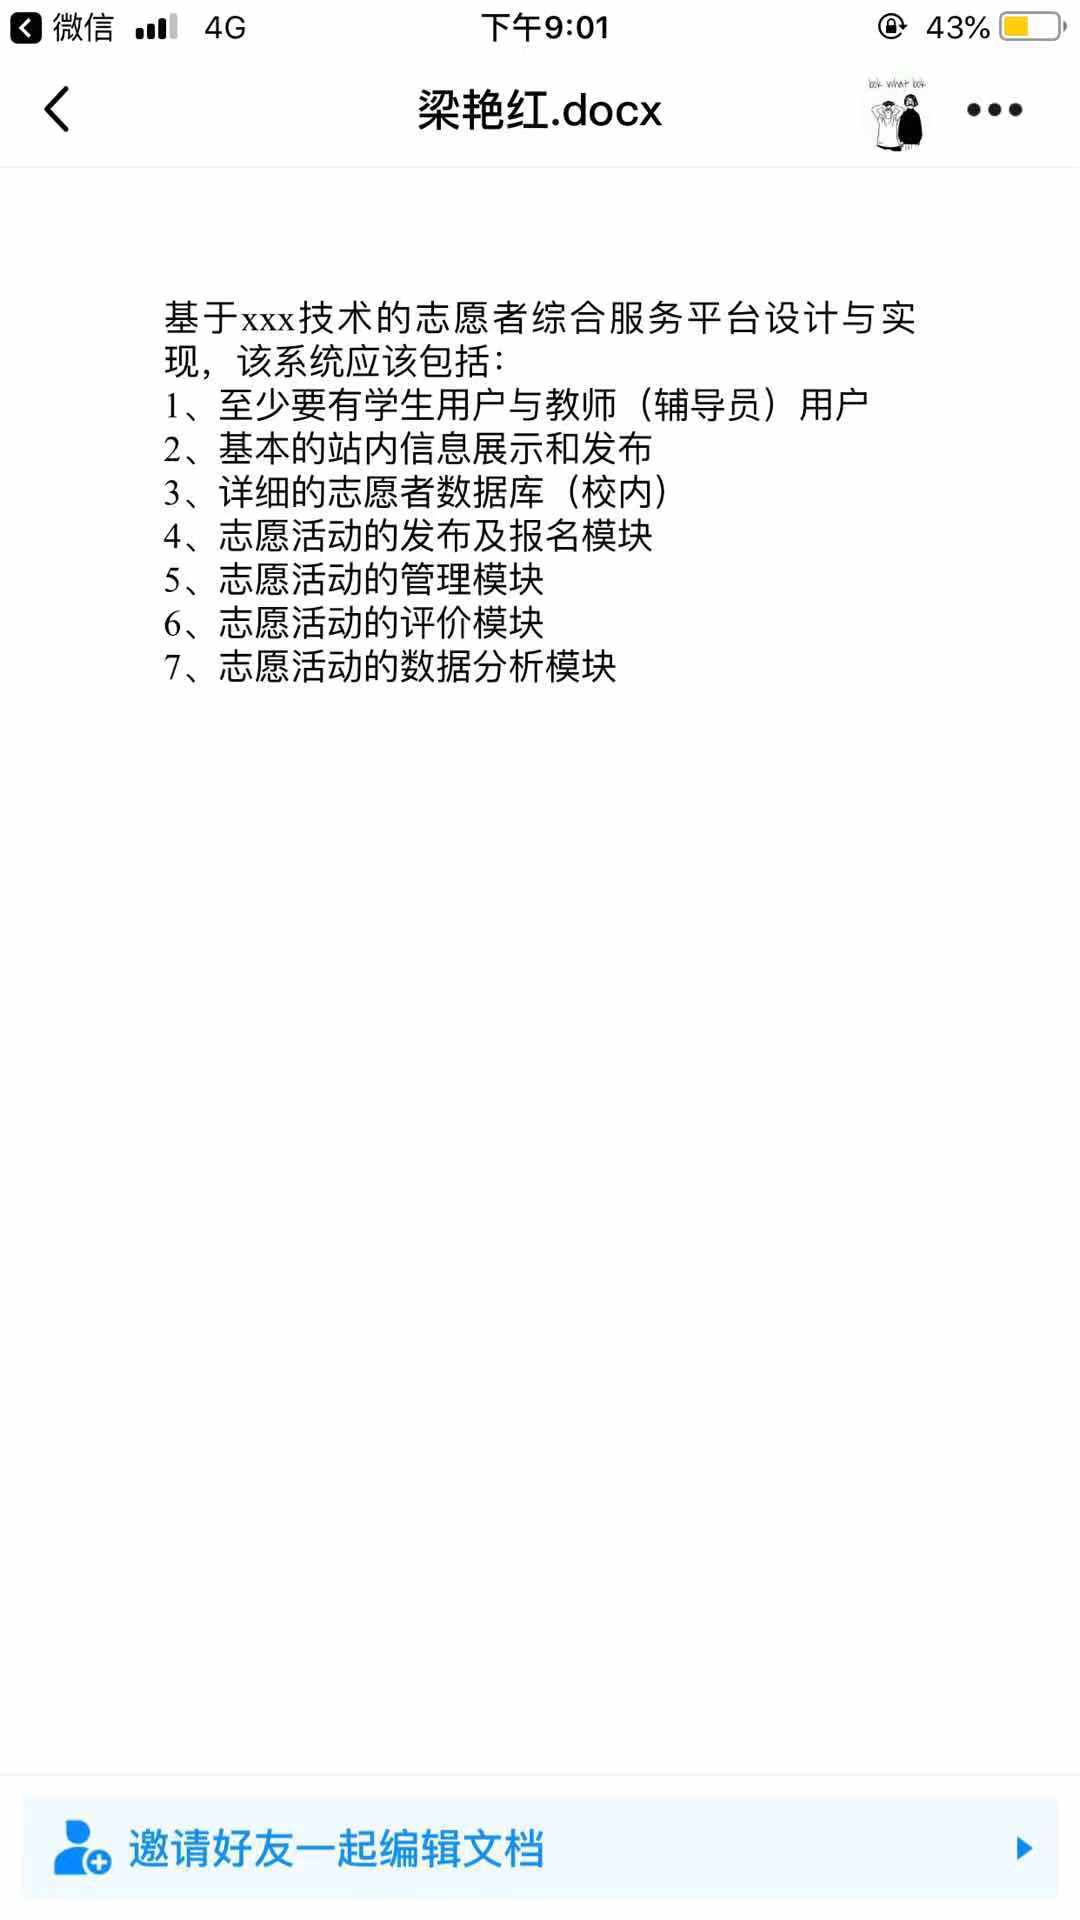 微信 4G 下午9:01 43%
梁艳红.docx
bck what bck
基于xxx技术的志愿者综合服务平台设计与实
现，该系统应该包括：
1、至少要有学生用户与教师（辅导员）用户
2、基本的站内信息展示和发布
3、详细的志愿者数据库（校内）
4、志愿活动的发布及报名模块
5、志愿活动的管理模块
6、志愿活动的评价模块
7、志愿活动的数据分析模块
邀请好友一起编辑文档